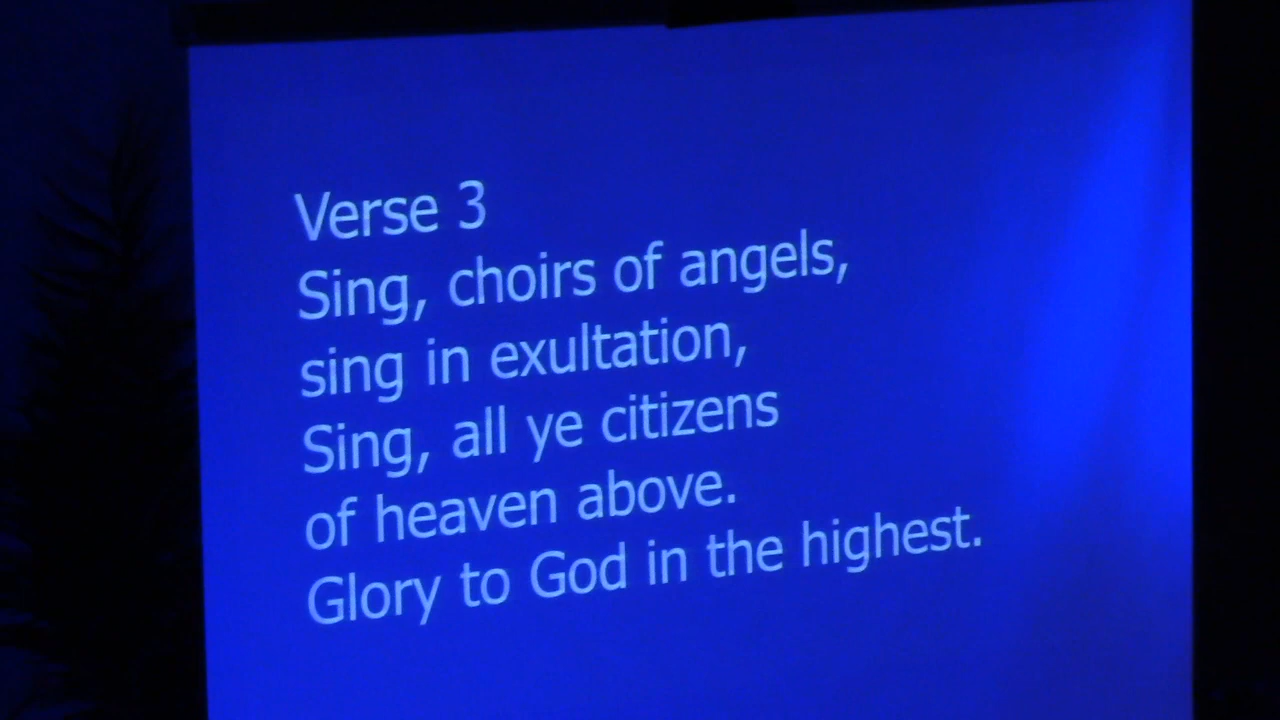 Verse 3
Sing, choirs of angels,
sing in exultation,
Sing, all ye citizens
of heaven above.
Glory to God in the highest.